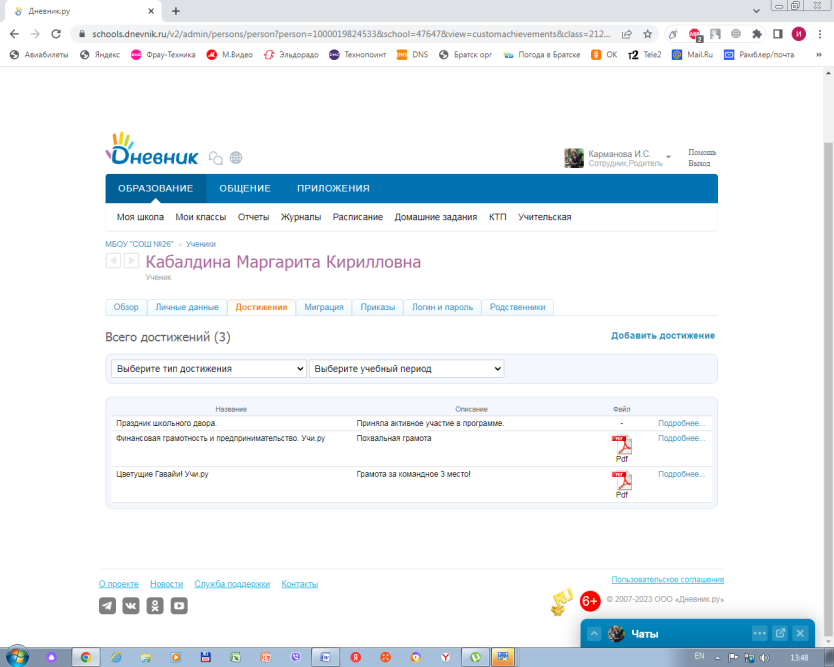 Дневник.ру
schools.dnevnik.ru/v2/admin/persons/person?person=1000019824533&school=47647&view=customachievements&class=212...
Авиабилеты Яндекс Фрау-Техника М.Видео Эльдорадо Технопоинт DNS Братск орг Погода в Братске ОК Tele2 Mail.Ru Рамблер/почта »
Дневник
Карманова И.С.
Сотрудник,Родитель
Помощь
Выход
ОБРАЗОВАНИЕ ОБЩЕНИЕ ПРИЛОЖЕНИЯ
Моя школа Мои классы Отчеты Журналы Расписание Домашние задания КТП Учительская
МБОУ "СОШ №26" > Ученики
Кабалдина Маргарита Кирилловна
Ученик
Обзор Личные данные Достижения Миграция Приказы Логин и пароль Родственники
Всего достижений (3) Добавить достижение
Выберите тип достижения Выберите учебный период
Название Описание Файл
Праздник школьного двора. Приняла активное участие в программе. - Подробнее...
Финансовая грамотность и предпринимательство. Учи.ру Похвальная грамота Подробнее...
Pdf
Цветущие Гавайи! Учи.ру Грамота за командное 3 место! Подробнее...
Pdf
О проекте Новости Служба поддержки Контакты
Пользовательское соглашение
6+ © 2007-2023 ООО «Дневник.ру»
Чаты
EN 13:48